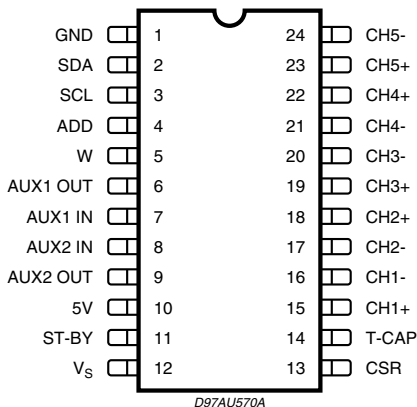 GND 1 24 CH5-
SDA 2 23 CH5+
SCL 3 22 CH4+
ADD 4 21 CH4-
W 5 20 CH3-
AUX1 OUT 6 19 CH3+
AUX1 IN 7 18 CH2+
AUX2 IN 8 17 CH2-
AUX2 OUT 9 16 CH1-
5V 10 15 CH1+
ST-BY 11 14 T-CAP
VS 12 13 CSR
D97AU570A